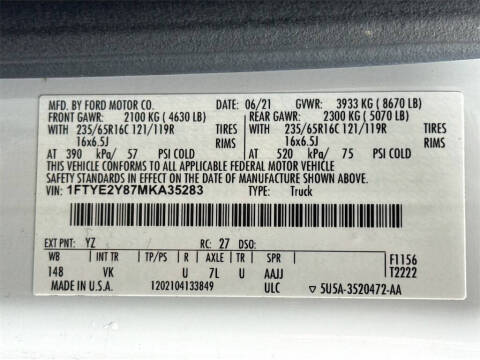 MFD. BY FORD MOTOR CO. DATE: 06/21 GVWR: 3933 KG ( 8670 LB)
FRONT GAWR: 2100 KG ( 4630 LB) REAR GAWR: 2300 KG ( 5070 LB)
WITH 235/65R16C 121/119R TIRES WITH 235/65R16C 121/119R TIRES
16x6.5J RIMS 16x6.5J RIMS
AT 390 kPa/ 57 PSI COLD AT 520 kPa/ 75 PSI COLD
THIS VEHICLE CONFORMS TO ALL APPLICABLE FEDERAL MOTOR VEHICLE
SAFETY STANDARDS IN EFFECT ON THE DATE OF MANUFACTURE SHOWN ABOVE.
VIN: 1FTYE2Y87MKA35283 TYPE: Truck
EXT PNT: YZ RC: 27 DSO:
WB INT TR TP/PS R AXLE TR SPR F1156
148 VK U 7L U AAJJ T2222
MADE IN U.S.A. 1202104133849 ULC ▽ 5U5A-3520472-AA